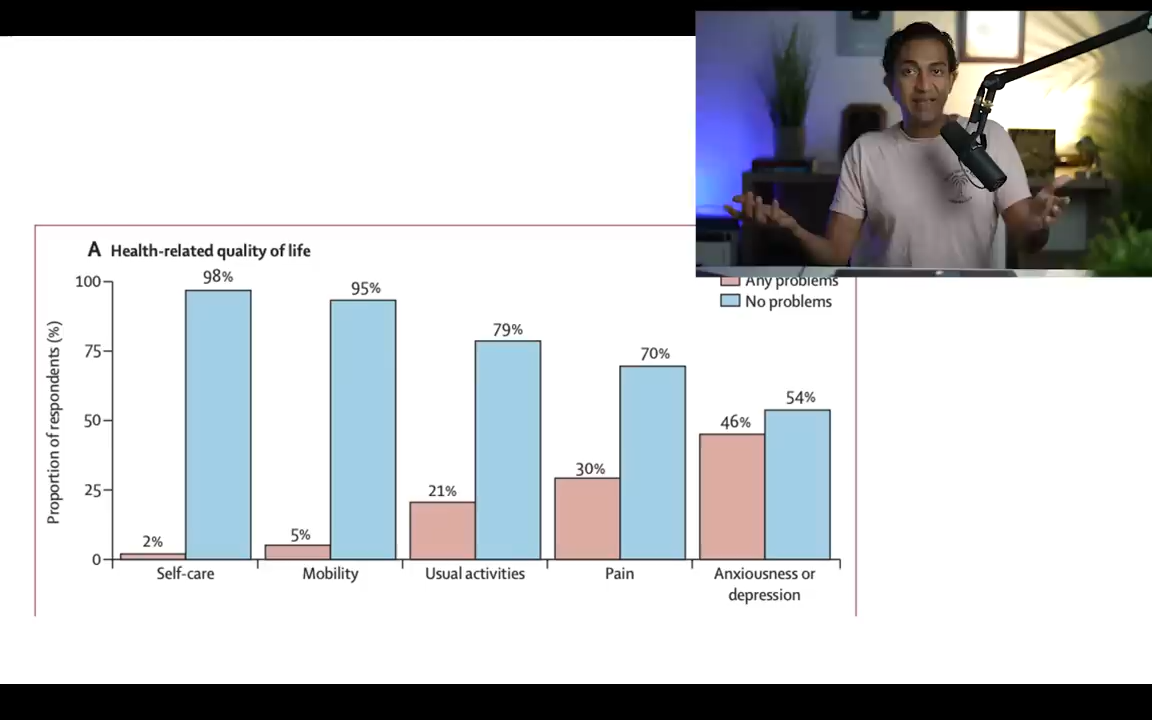 A Health-related quality of life
Any problems
No problems
Proportion of respondents (%)
100
75
50
25
0
2%
98%
5%
95%
21%
79%
30%
70%
46%
54%
Self-care
Mobility
Usual activities
Pain
Anxiousness or
depression